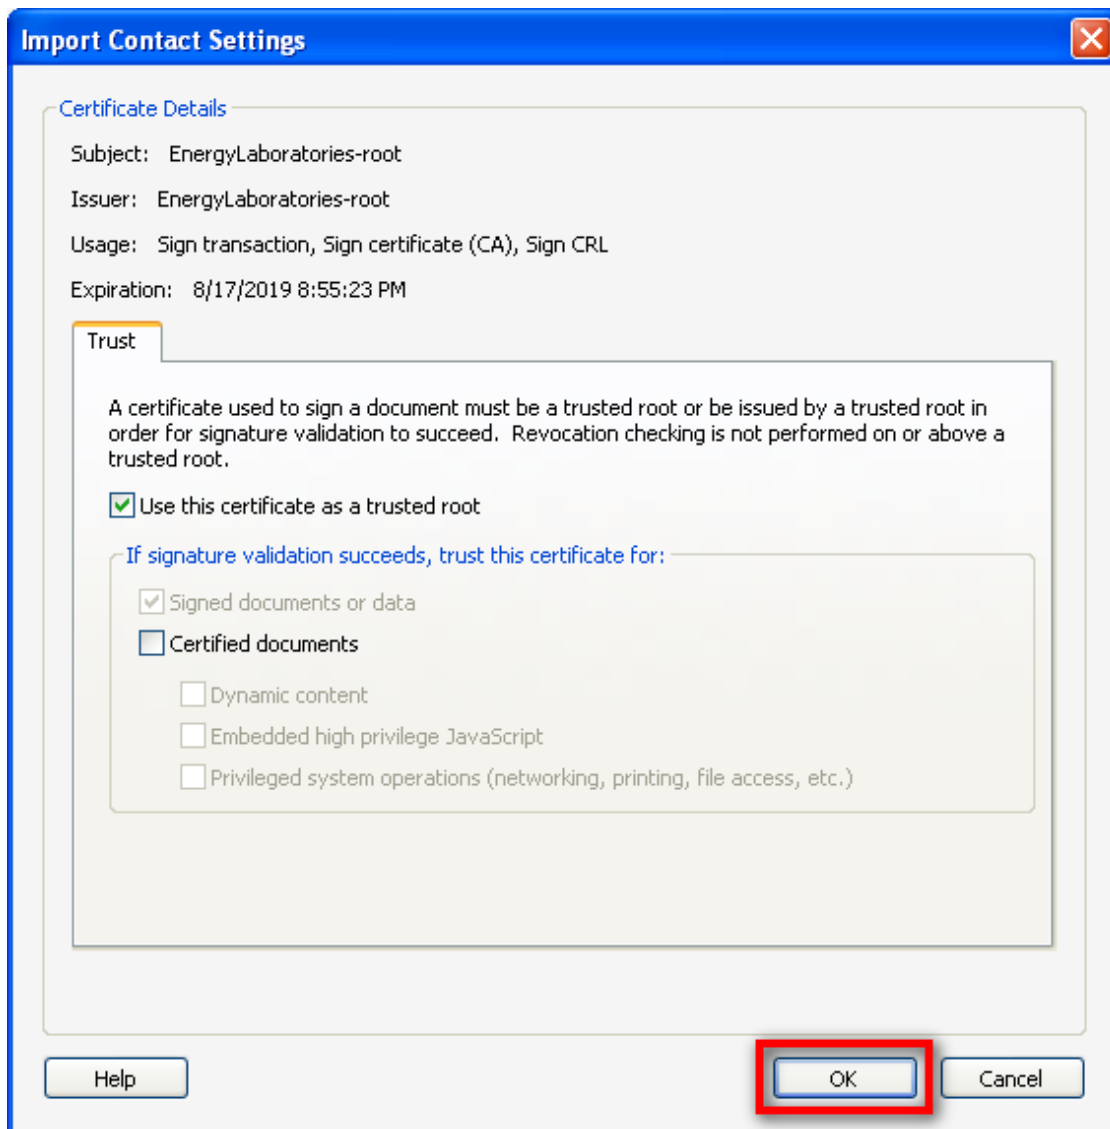 Import Contact Settings
Certificate Details
Subject: EnergyLaboratories-root
Issuer: EnergyLaboratories-root
Usage: Sign transaction, Sign certificate (CA), Sign CRL
Expiration: 8/17/2019 8:55:23 PM
Trust
A certificate used to sign a document must be a trusted root or be issued by a trusted root in
order for signature validation to succeed. Revocation checking is not performed on or above a
trusted root.
Use this certificate as a trusted root
If signature validation succeeds, trust this certificate for:
Signed documents or data
Certified documents
Dynamic content
Embedded high privilege JavaScript
Privileged system operations (networking, printing, file access, etc.)
Help OK Cancel